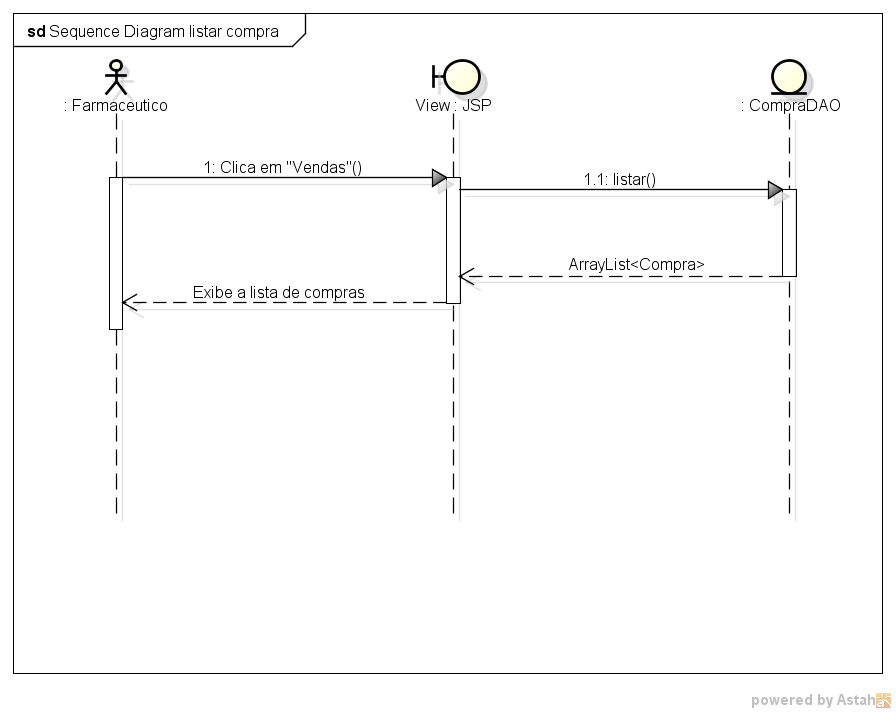 sd Sequence Diagram listar compra
: Farmaceutico
View : JSP
: CompraDAO
1: Clica em "Vendas"()
1.1: listar()
ArrayList<Compra>
Exibe a lista de compras
powered by Astah